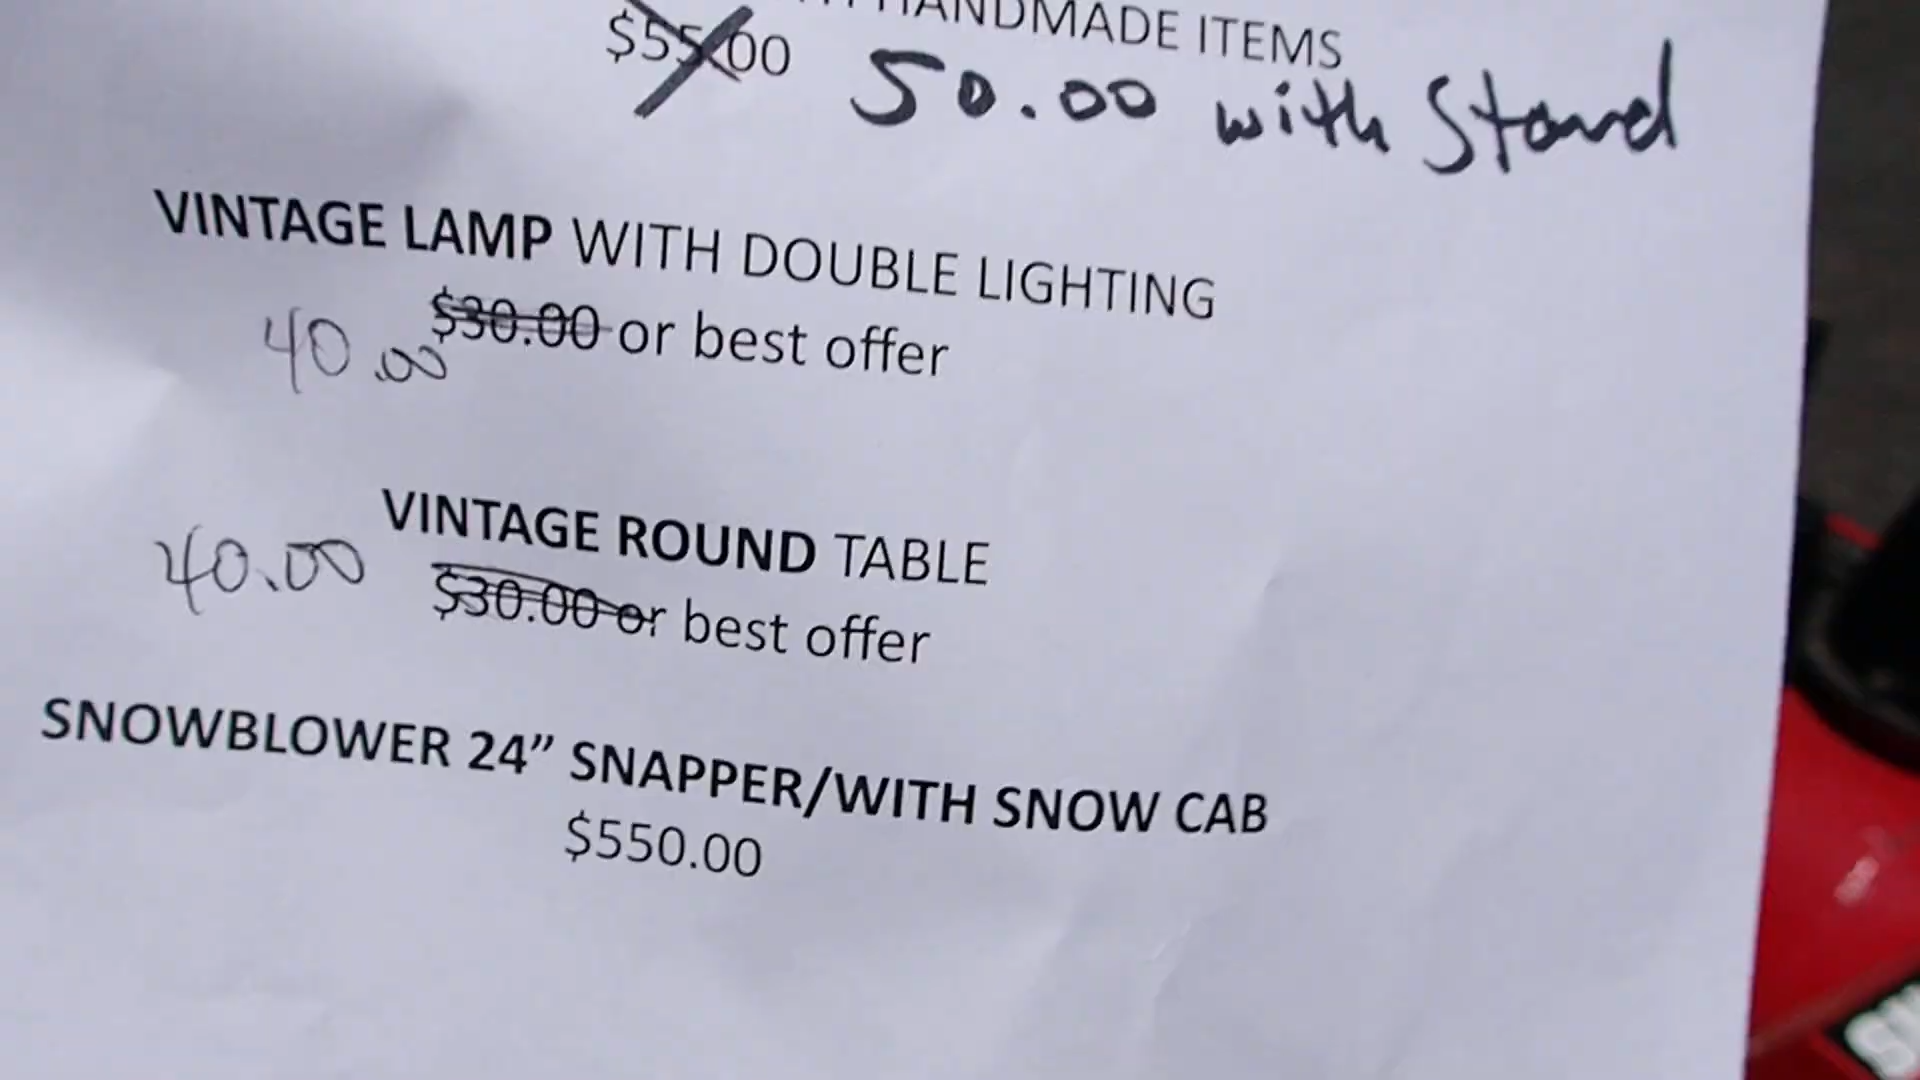 HANDMADE ITEMS
$55.00 50.00 with Stand
VINTAGE LAMP WITH DOUBLE LIGHTING
40.00 $30.00 or best offer
VINTAGE ROUND TABLE
40.00 $30.00 or best offer
SNOWBLOWER 24” SNAPPER/WITH SNOW CAB
$550.00